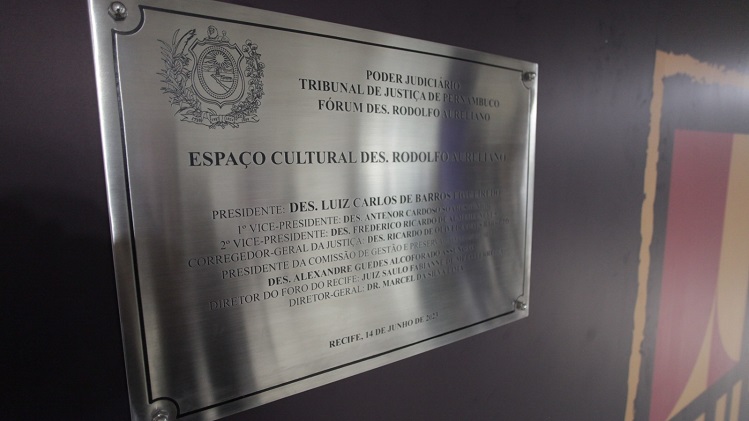 PODER JUDICIÁRIO
TRIBUNAL DE JUSTIÇA DE PERNAMBUCO
FÓRUM DES. RODOLFO AURELIANO
ESPAÇO CULTURAL DES. RODOLFO AURELIANO
PRESIDENTE: DES. LUIZ CARLOS DE BARROS
1º VICE-PRESIDENTE: DES. ANTENOR CARDOSO
2º VICE-PRESIDENTE: DES. FREDERICO RICARDO DE
CORREGEDOR-GERAL DA JUSTIÇA: DES. RICARDO DE
PRESIDENTE DA COMISSÃO DE GESTÃO E
DES. ALEXANDRE GUEDES ALCOFORADO
DIRETOR DO FORO DO RECIFE: JUIZ SAULO FABIANNE
DIRETOR-GERAL: DR. MARCEL DA SILVA
RECIFE, 14 DE JUNHO DE 2025